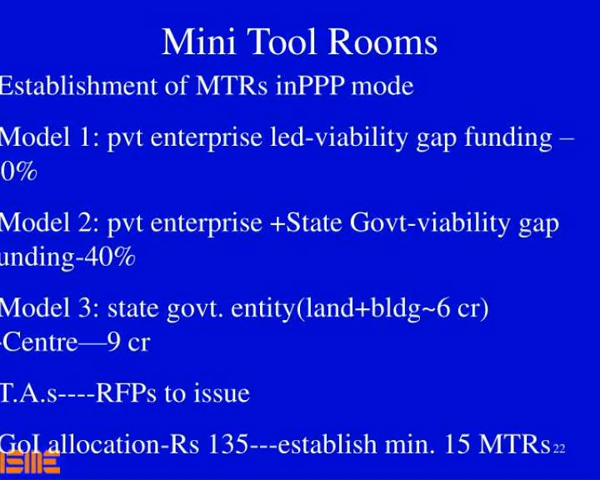 Mini Tool Rooms
Establishment of MTRs inPPP mode
Model 1: pvt enterprise led-viability gap funding –
0%
Model 2: pvt enterprise +State Govt-viability gap
unding-40%
Model 3: state govt. entity(land+bldg~6 cr)
-Centre—9 cr
T.A.s----RFPs to issue
GoI allocation-Rs 135---establish min. 15 MTRs
22